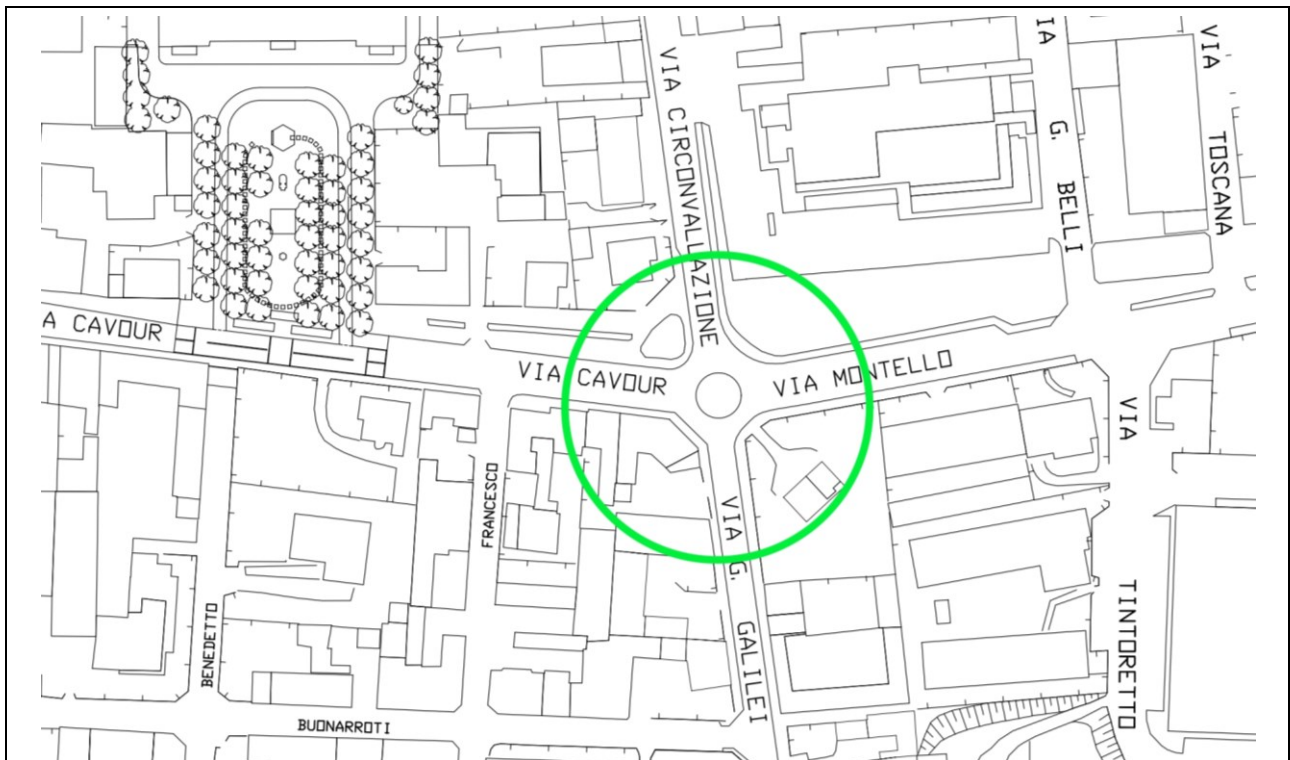 VIA CIRCONVALLAZIONE
IA
G.
BELLI
VIA
TOSCANA
A CAVOUR
VIA CAVOUR
VIA MONTELLO
VIA
TINTORETTO
FRANCESCO
VIA G. GALILEI
BENEDETTO
BUONARROTI